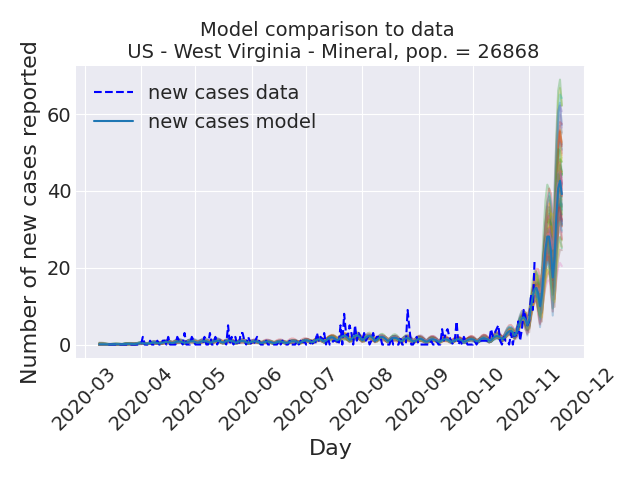 Model comparison to data
US - West Virginia - Mineral, pop. = 26868
Number of new cases reported
new cases data
new cases model
60
40
20
0
2020-03
2020-04
2020-05
2020-06
2020-07
2020-08
2020-09
2020-10
2020-11
2020-12
Day